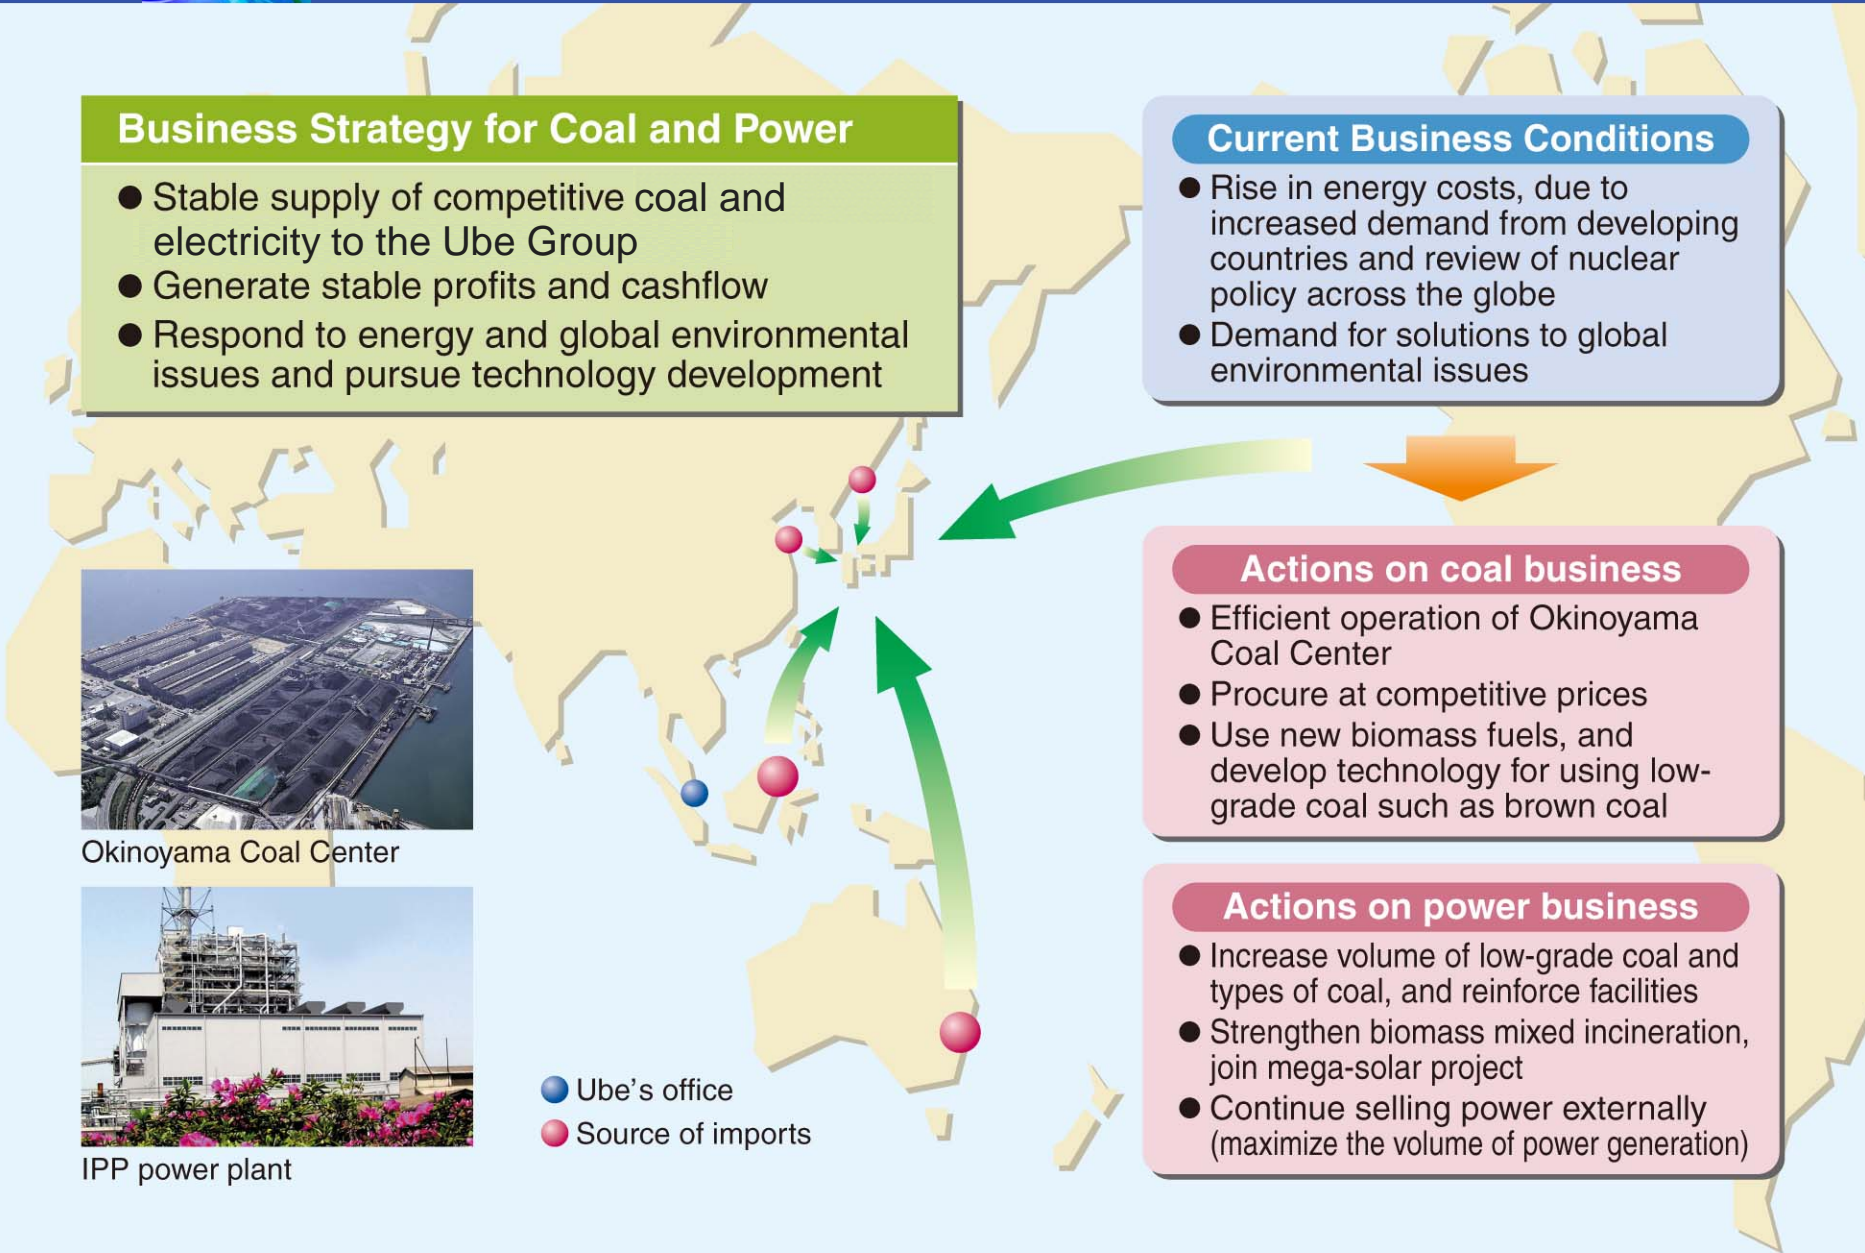 Business Strategy for Coal and Power
● Stable supply of competitive coal and
electricity to the Ube Group
● Generate stable profits and cashflow
● Respond to energy and global environmental
issues and pursue technology development
Current Business Conditions
● Rise in energy costs, due to
increased demand from developing
countries and review of nuclear
policy across the globe
● Demand for solutions to global
environmental issues
Actions on coal business
● Efficient operation of Okinoyama
Coal Center
● Procure at competitive prices
● Use new biomass fuels, and
develop technology for using low-
grade coal such as brown coal
Okinoyama Coal Center
Actions on power business
● Increase volume of low-grade coal and
types of coal, and reinforce facilities
● Strengthen biomass mixed incineration,
join mega-solar project
● Continue selling power externally
(maximize the volume of power generation)
Ube's office
Source of imports
IPP power plant